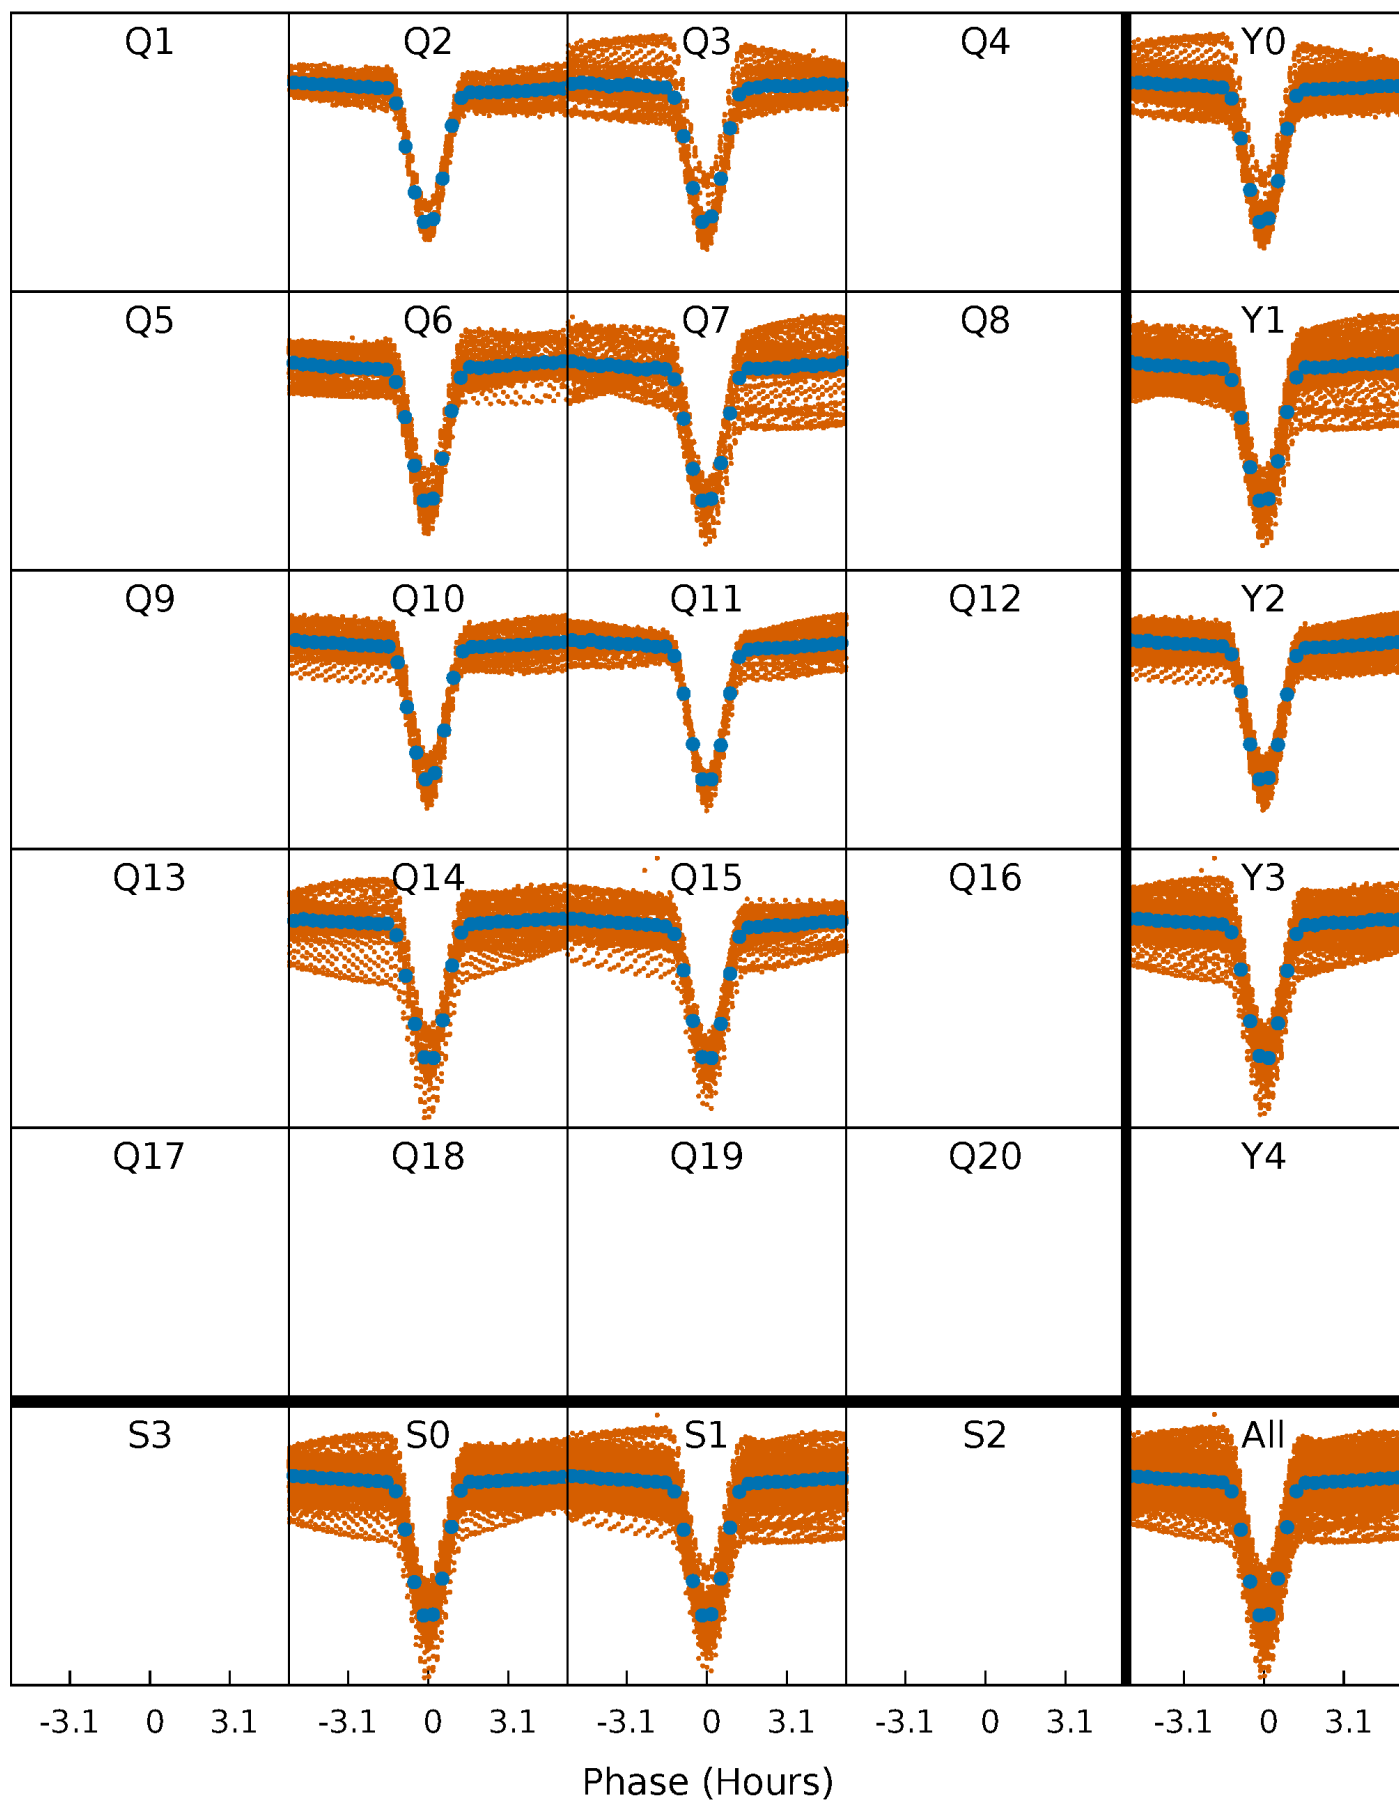 Q1 Q2 Q3 Q4 Y0
Q5 Q6 Q7 Q8 Y1
Q9 Q10 Q11 Q12 Y2
Q13 Q14 Q15 Q16 Y3
Q17 Q18 Q19 Q20 Y4
S3 S0 S1 S2 All
-3.1 0 3.1 -3.1 0 3.1 -3.1 0 3.1 -3.1 0 3.1 -3.1 0 3.1
Phase (Hours)